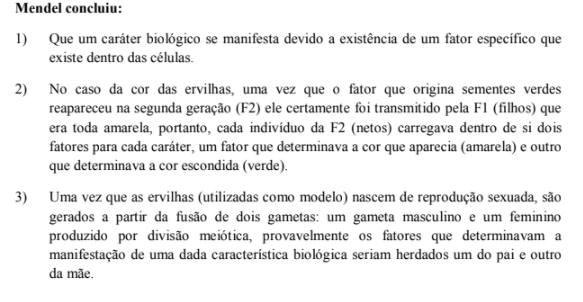 Mendel concluiu:
1) Que um caráter biológico se manifesta devido a existência de um fator específico que
existe dentro das células.
2) No caso da cor das ervilhas, uma vez que o fator que origina sementes verdes
reapareceu na segunda geração (F2) ele certamente foi transmitido pela F1 (filhos) que
era toda amarela, portanto, cada indivíduo da F2 (netos) carregava dentro de si dois
fatores para cada caráter, um fator que determinava a cor que aparecia (amarela) e outro
que determinava a cor escondida (verde).
3) Uma vez que as ervilhas (utilizadas como modelo) nascem de reprodução sexuada, são
gerados a partir da fusão de dois gametas: um gameta masculino e um feminino
produzido por divisão meiótica, provavelmente os fatores que determinavam a
manifestação de uma dada característica biológica seriam herdados um do pai e outro
da mãe.